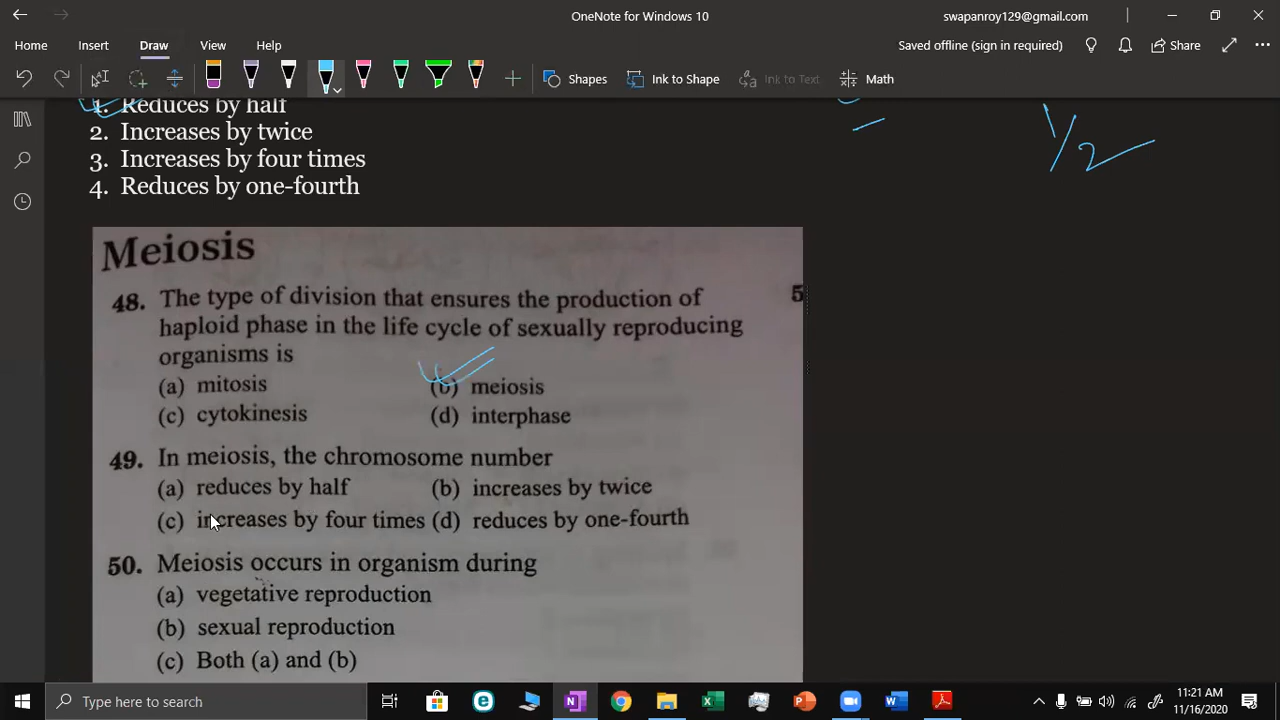 OneNote for Windows 10
swapanroy129@gmail.com
Home Insert Draw View Help
Saved offline (sign in required)
Share
Shapes
Ink to Shape
Ink to Text
Math
1. Reduces by half
2. Increases by twice
3. Increases by four times
4. Reduces by one-fourth
1/2
Meiosis
48. The type of division that ensures the production of
haploid phase in the life cycle of sexually reproducing
organisms is
(a) mitosis (b) meiosis
(c) cytokinesis (d) interphase
5
49. In meiosis, the chromosome number
(a) reduces by half (b) increases by twice
(c) increases by four times (d) reduces by one-fourth
50. Meiosis occurs in organism during
(a) vegetative reproduction
(b) sexual reproduction
(c) Both (a) and (b)
Type here to search
11:21 AM
11/16/2020